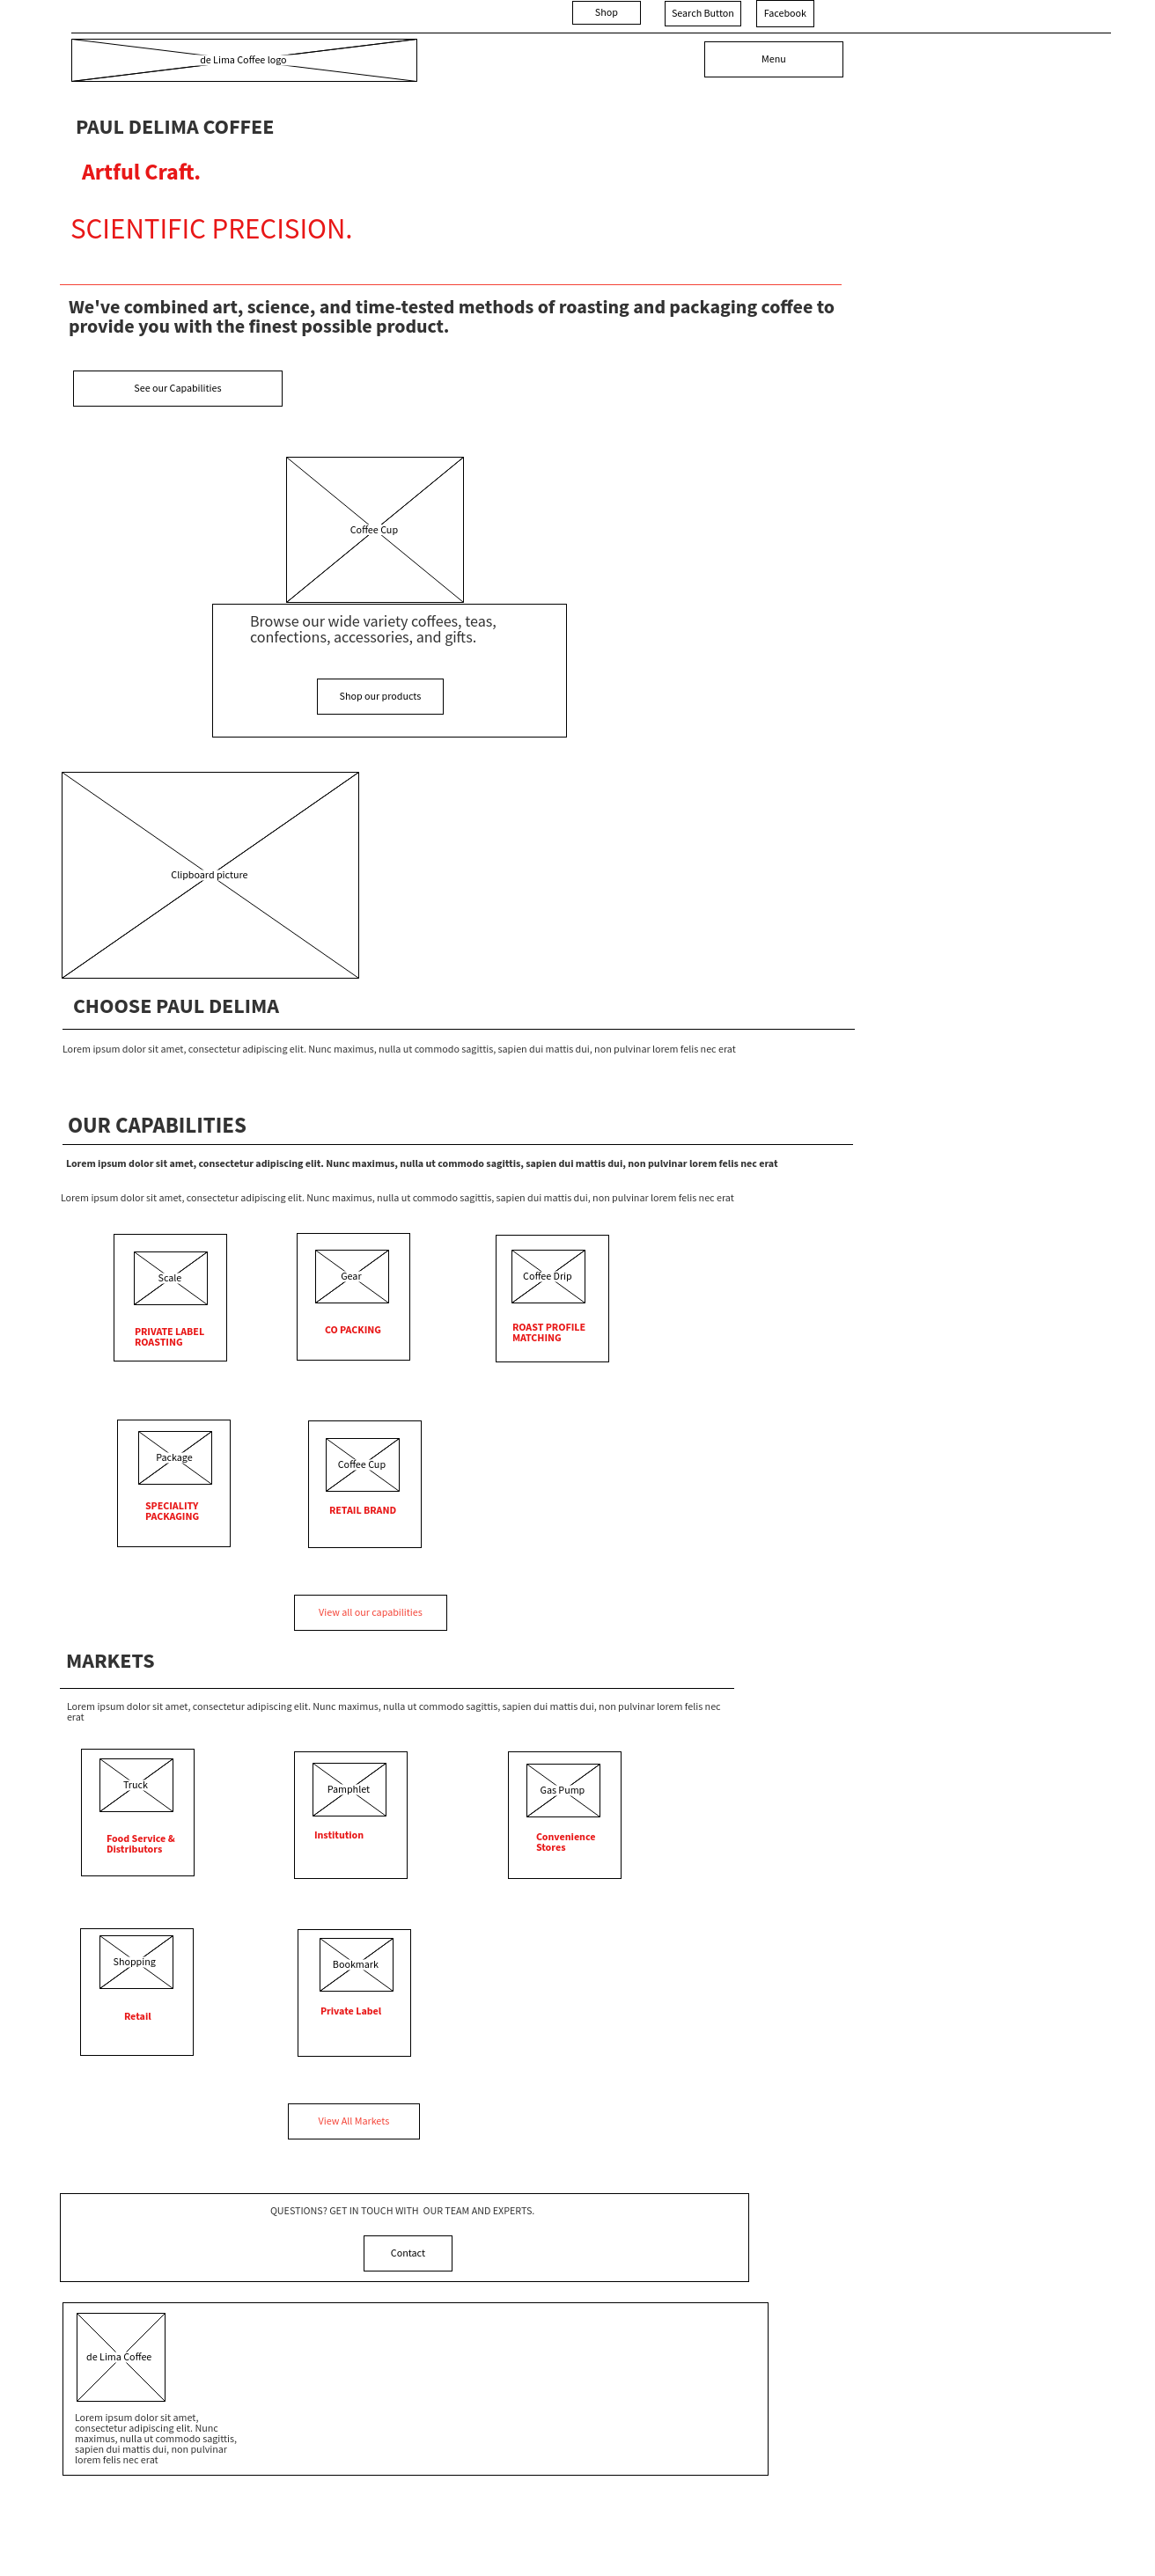 Shop
Search Button
Facebook
de Lima Coffee logo
Menu
PAUL DELIMA COFFEE
Artful Craft.
SCIENTIFIC PRECISION.
We've combined art, science, and time-tested methods of roasting and packaging coffee to
provide you with the finest possible product.
See our Capabilities
Coffee Cup
Browse our wide variety coffees, teas,
confections, accessories, and gifts.
Shop our products
Clipboard picture
CHOOSE PAUL DELIMA
Lorem ipsum dolor sit amet, consectetur adipiscing elit. Nunc maximus, nulla ut commodo sagittis, sapien dui mattis dui, non pulvinar lorem felis nec erat
OUR CAPABILITIES
Lorem ipsum dolor sit amet, consectetur adipiscing elit. Nunc maximus, nulla ut commodo sagittis, sapien dui mattis dui, non pulvinar lorem felis nec erat
Lorem ipsum dolor sit amet, consectetur adipiscing elit. Nunc maximus, nulla ut commodo sagittis, sapien dui mattis dui, non pulvinar lorem felis nec erat
Scale
PRIVATE LABEL
ROASTING
Gear
CO PACKING
Coffee Drip
ROAST PROFILE
MATCHING
Package
SPECIALITY
PACKAGING
Coffee Cup
RETAIL BRAND
View all our capabilities
MARKETS
Lorem ipsum dolor sit amet, consectetur adipiscing elit. Nunc maximus, nulla ut commodo sagittis, sapien dui mattis dui, non pulvinar lorem felis nec
erat
Truck
Food Service &
Distributors
Pamphlet
Institution
Gas Pump
Convenience
Stores
Shopping
Retail
Bookmark
Private Label
View All Markets
QUESTIONS? GET IN TOUCH WITH  OUR TEAM AND EXPERTS.
Contact
de Lima Coffee
Lorem ipsum dolor sit amet,
consectetur adipiscing elit. Nunc
maximus, nulla ut commodo sagittis,
sapien dui mattis dui, non pulvinar
lorem felis nec erat